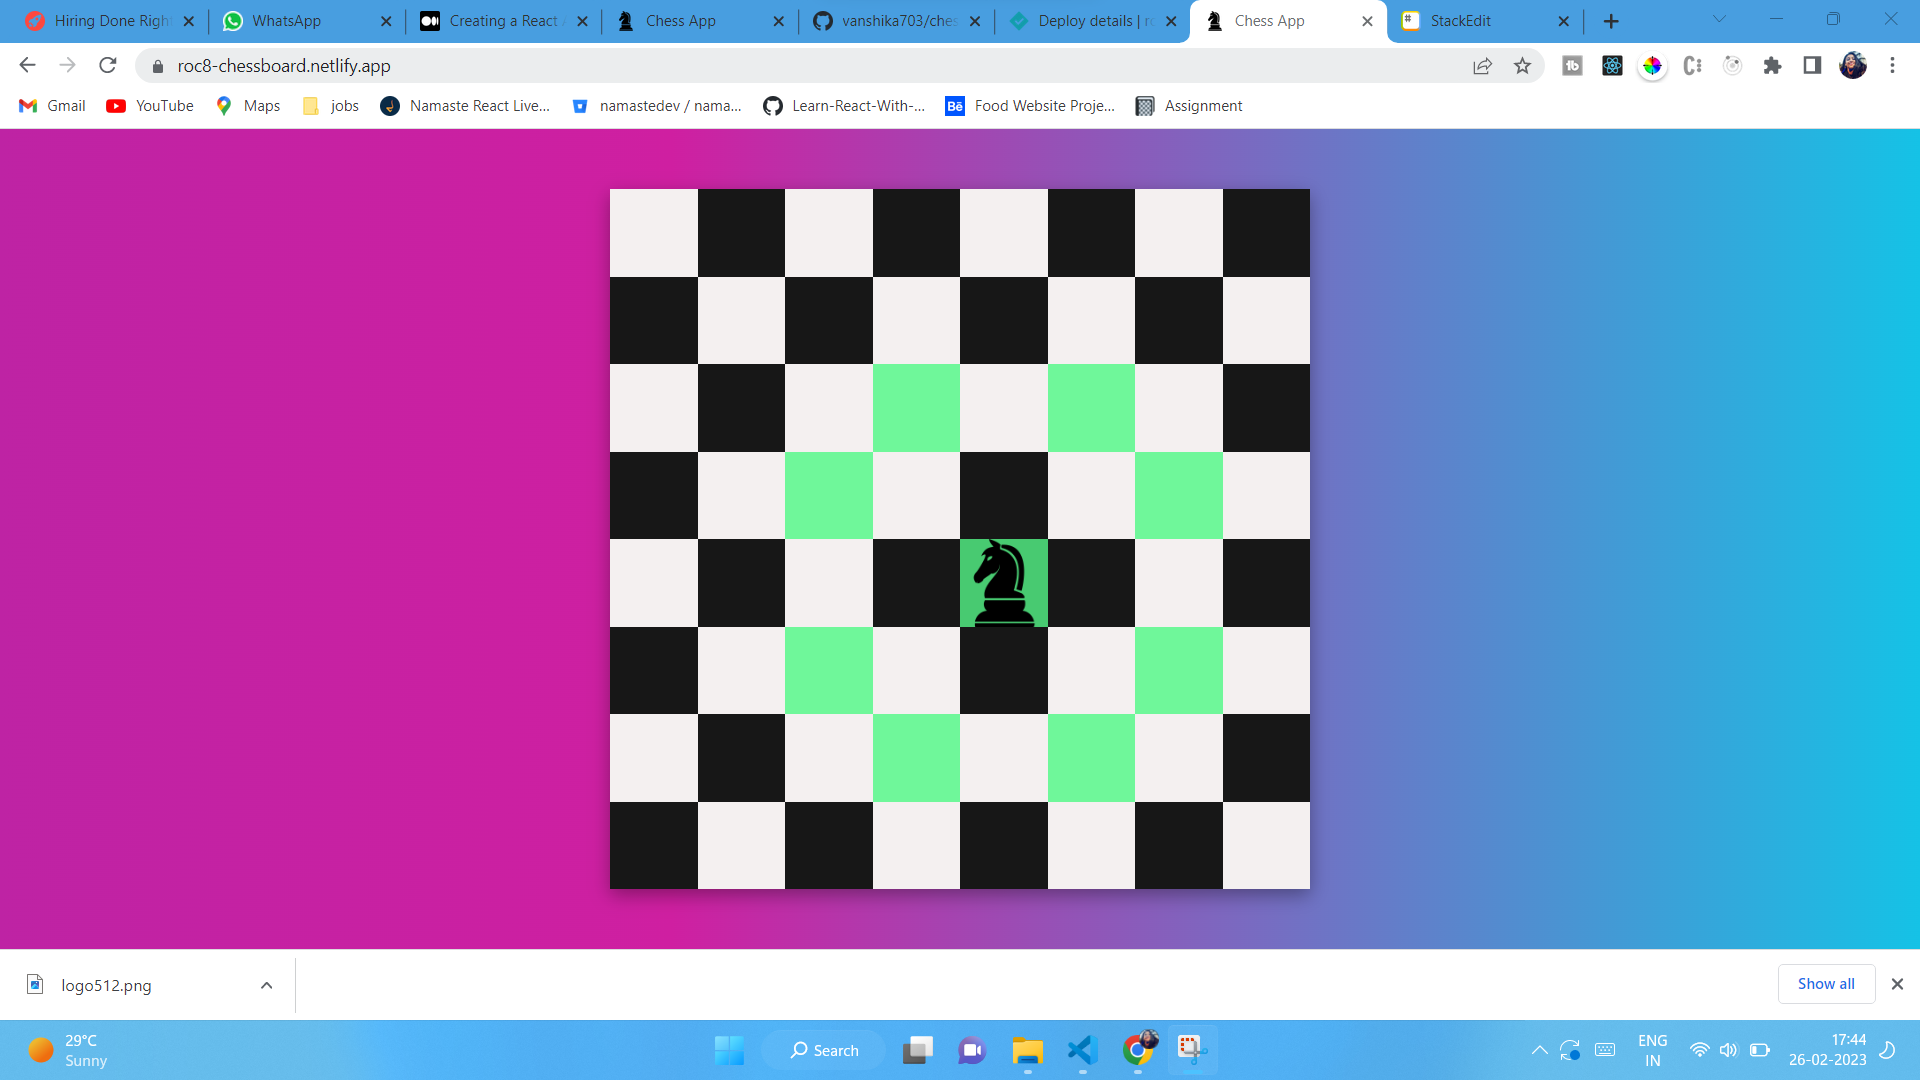 Hiring Done Righ
WhatsApp
Creating a React
Chess App
vanshika703/ches
Deploy details | ro
Chess App
StackEdit
roc8-chessboard.netlify.app
Gmail
YouTube
Maps
jobs
Namaste React Live...
namastedev / nama...
Learn-React-With-...
Bē
Food Website Proje...
Assignment
logo512.png
Show all
29°C
Sunny
Search
ENG
IN
17:44
26-02-2023